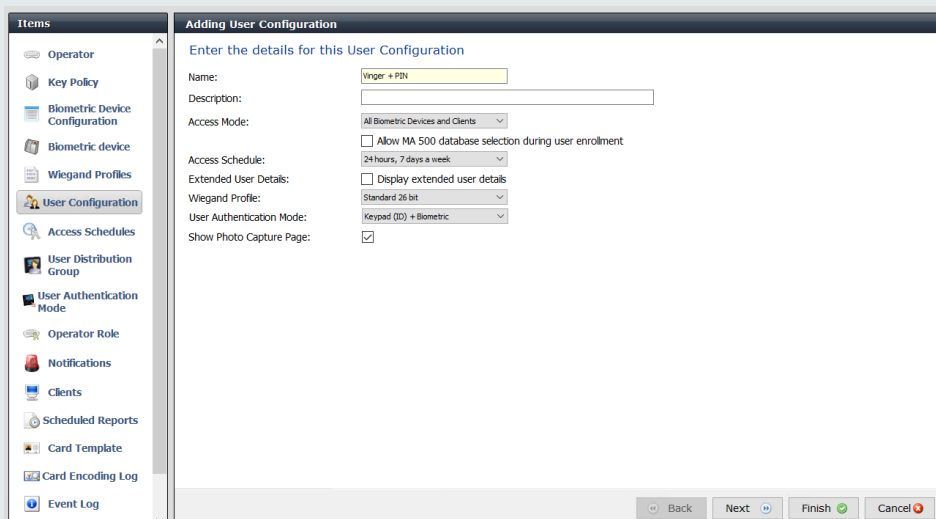 Items
Operator
Key Policy
Biometric Device
Configuration
Biometric device
Wiegand Profiles
User Configuration
Access Schedules
User Distribution
Group
User Authentication
Mode
Operator Role
Notifications
Clients
Scheduled Reports
Card Template
Card Encoding Log
Event Log
Adding User Configuration
Enter the details for this User Configuration
Name: Vinger + PIN
Description:
Access Mode: All Biometric Devices and Clients
Allow MA 500 database selection during user enrollment
Access Schedule: 24 hours, 7 days a week
Extended User Details: Display extended user details
Wiegand Profile: Standard 26 bit
User Authentication Mode: Keypad (ID) + Biometric
Show Photo Capture Page:
Back Next Finish Cancel